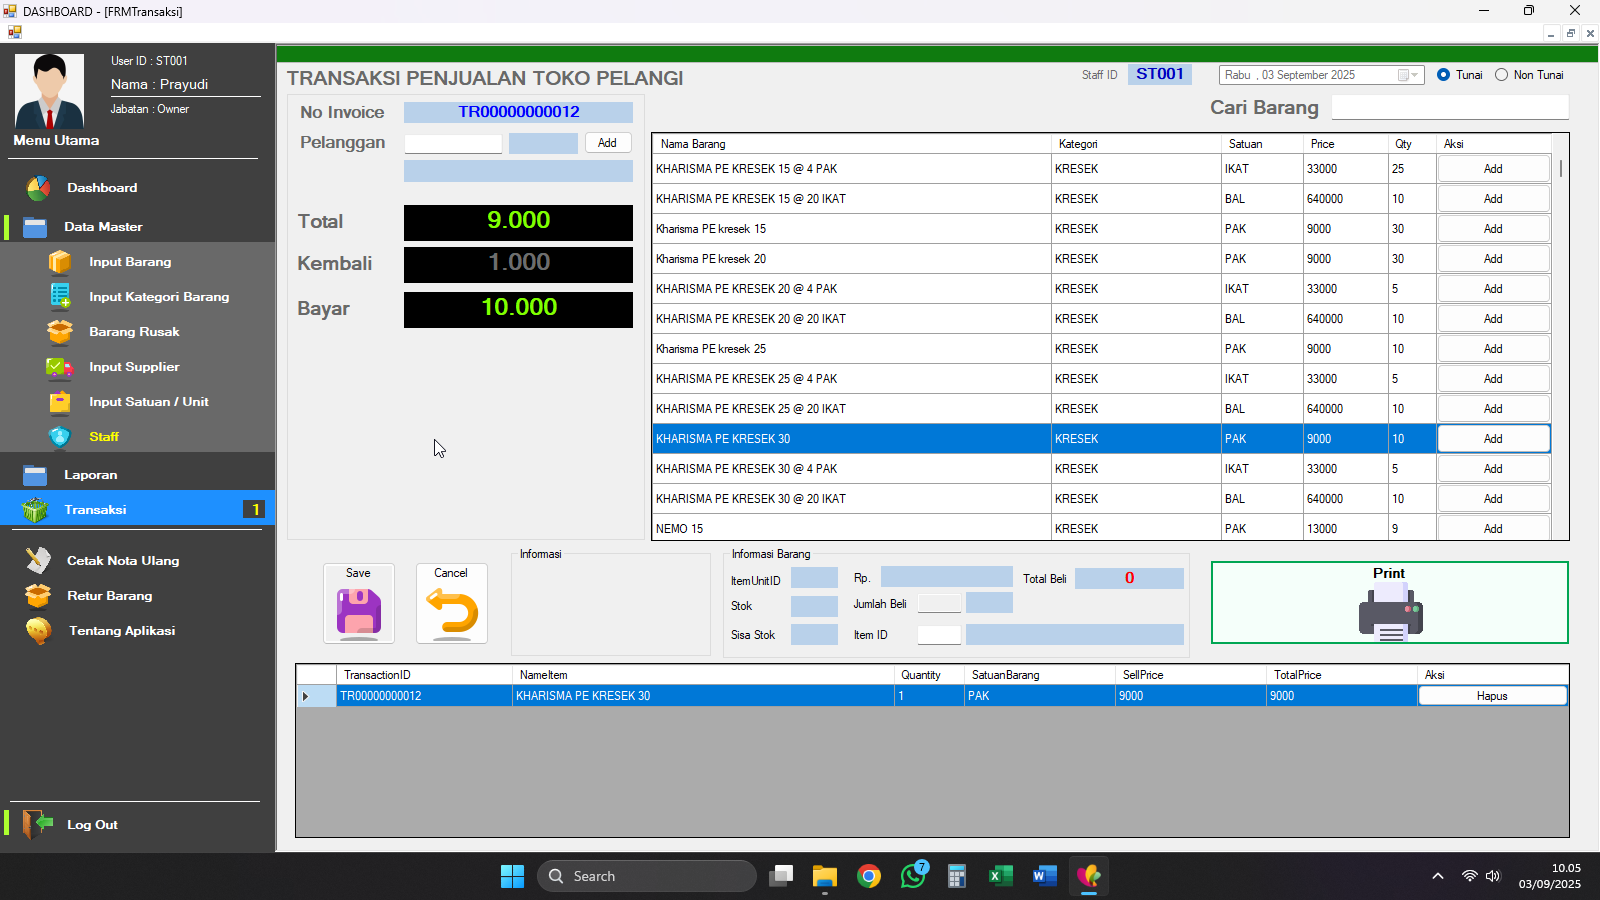 DASHBOARD - [FRMTransaksi]
User ID : ST001
Nama : Prayudi
Jabatan : Owner
Menu Utama
Dashboard
Data Master
Input Barang
Input Kategori Barang
Barang Rusak
Input Supplier
Input Satuan / Unit
Staff
Laporan
Transaksi 1
Cetak Nota Ulang
Retur Barang
Tentang Aplikasi
Log Out
TRANSAKSI PENJUALAN TOKO PELANGI
Staff ID ST001 Rabu , 03 September 2025 Tunai Non Tunai
No Invoice TR00000000012
Pelanggan Add
Total 9.000
Kembali 1.000
Bayar 10.000
Cari Barang
Nama Barang Kategori Satuan Price Qty Aksi
KHARISMA PE KRESEK 15 @ 4 PAK KRESEK IKAT 33000 25 Add
KHARISMA PE KRESEK 15 @ 20 IKAT KRESEK BAL 640000 10 Add
Kharisma PE kresek 15 KRESEK PAK 9000 30 Add
Kharisma PE kresek 20 KRESEK PAK 9000 30 Add
KHARISMA PE KRESEK 20 @ 4 PAK KRESEK IKAT 33000 5 Add
KHARISMA PE KRESEK 20 @ 20 IKAT KRESEK BAL 640000 10 Add
Kharisma PE kresek 25 KRESEK PAK 9000 10 Add
KHARISMA PE KRESEK 25 @ 4 PAK KRESEK IKAT 33000 5 Add
KHARISMA PE KRESEK 25 @ 20 IKAT KRESEK BAL 640000 10 Add
KHARISMA PE KRESEK 30 KRESEK PAK 9000 10 Add
KHARISMA PE KRESEK 30 @ 4 PAK KRESEK IKAT 33000 5 Add
KHARISMA PE KRESEK 30 @ 20 IKAT KRESEK BAL 640000 10 Add
NEMO 15 KRESEK PAK 13000 9 Add
Save
Cancel
Informasi
Informasi Barang
ItemUnitID Rp. Total Beli 0
Stok Jumlah Beli
Sisa Stok Item ID
Print
TransactionID NameItem Quantity SatuanBarang SellPrice TotalPrice Aksi
TR00000000012 KHARISMA PE KRESEK 30 1 PAK 9000 9000 Hapus
Search
7
10.05
03/09/2025